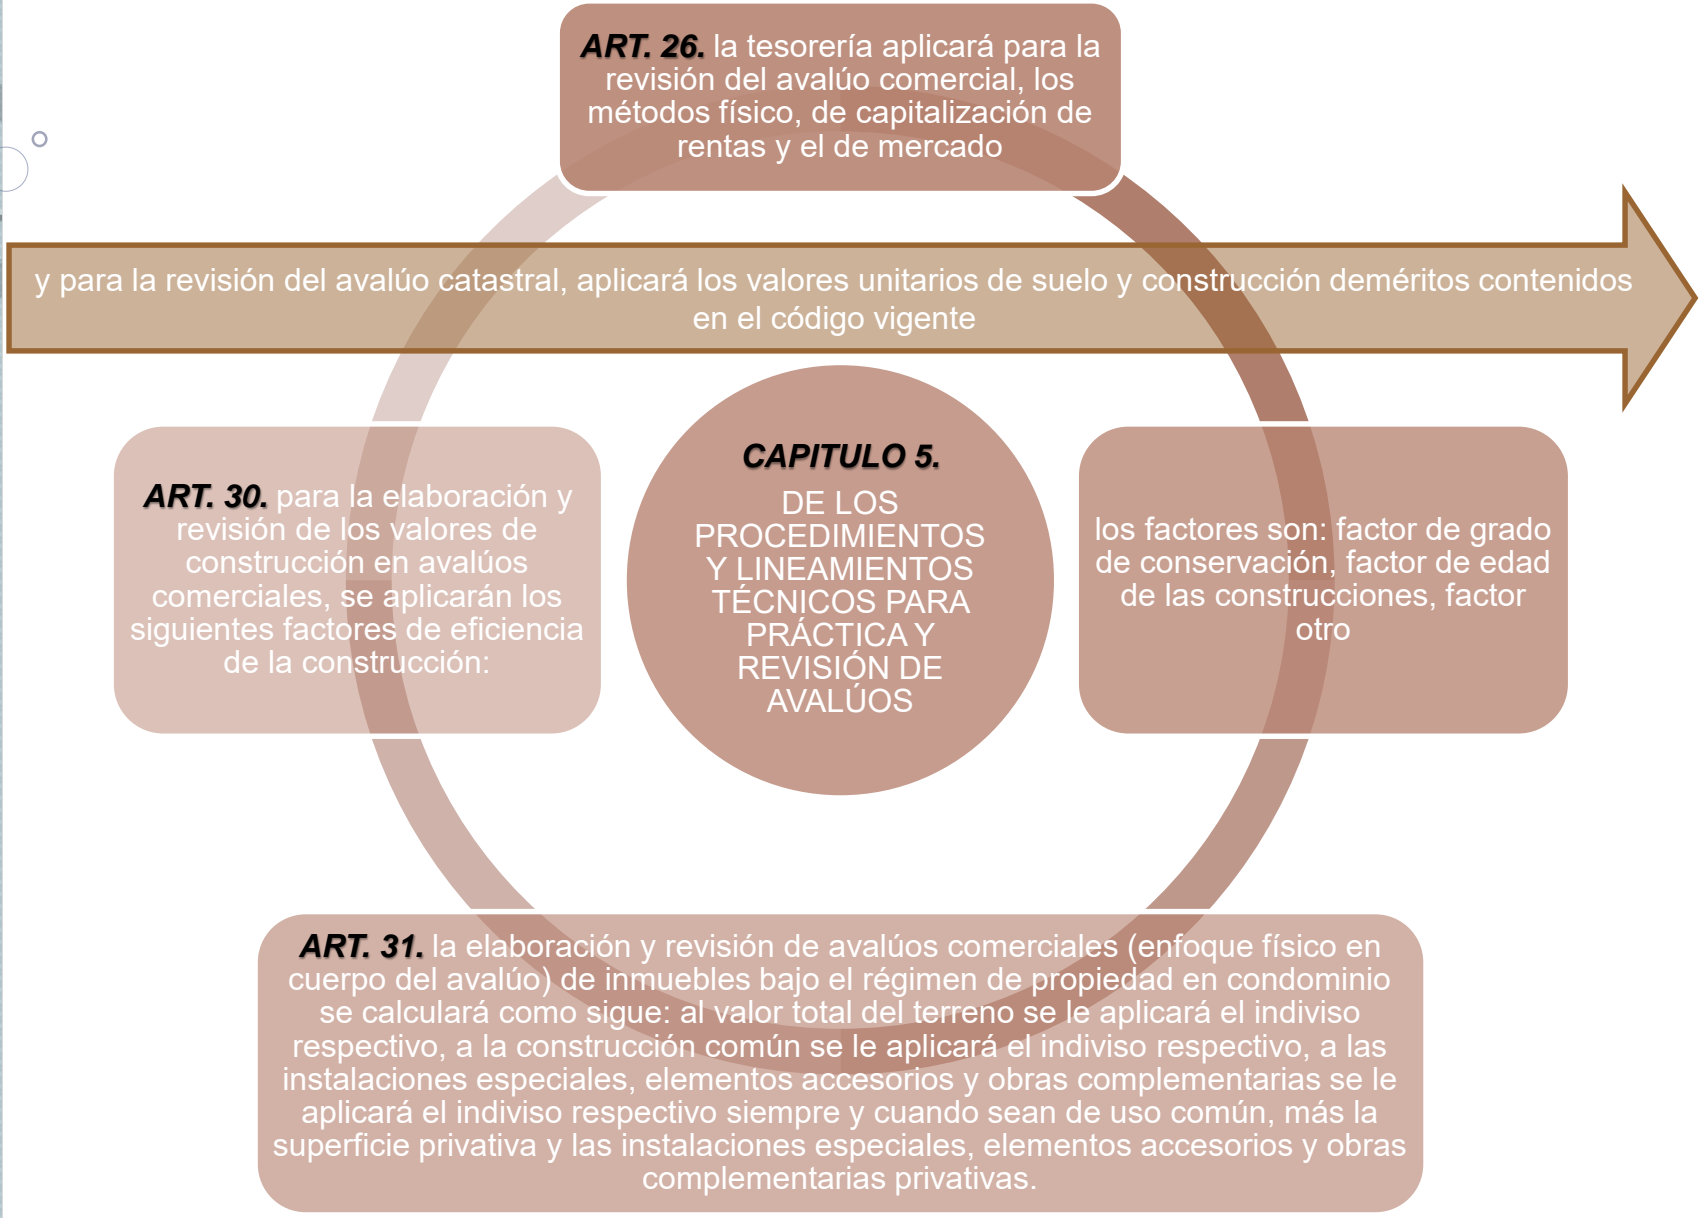 ART. 26. la tesorería aplicará para la
revisión del avalúo comercial, los
métodos físico, de capitalización de
rentas y el de mercado
y para la revisión del avalúo catastral, aplicará los valores unitarios de suelo y construcción deméritos contenidos
en el código vigente
CAPITULO 5.
DE LOS
PROCEDIMIENTOS
Y LINEAMIENTOS
TÉCNICOS PARA
PRÁCTICA Y
REVISIÓN DE
AVALÚOS
ART. 30. para la elaboración y
revisión de los valores de
construcción en avalúos
comerciales, se aplicarán los
siguientes factores de eficiencia
de la construcción:
los factores son: factor de grado
de conservación, factor de edad
de las construcciones, factor
otro
ART. 31. la elaboración y revisión de avalúos comerciales (enfoque físico en
cuerpo del avalúo) de inmuebles bajo el régimen de propiedad en condominio
se calculará como sigue: al valor total del terreno se le aplicará el indiviso
respectivo, a la construcción común se le aplicará el indiviso respectivo, a las
instalaciones especiales, elementos accesorios y obras complementarias se le
aplicará el indiviso respectivo siempre y cuando sean de uso común, más la
superficie privativa y las instalaciones especiales, elementos accesorios y obras
complementarias privativas.